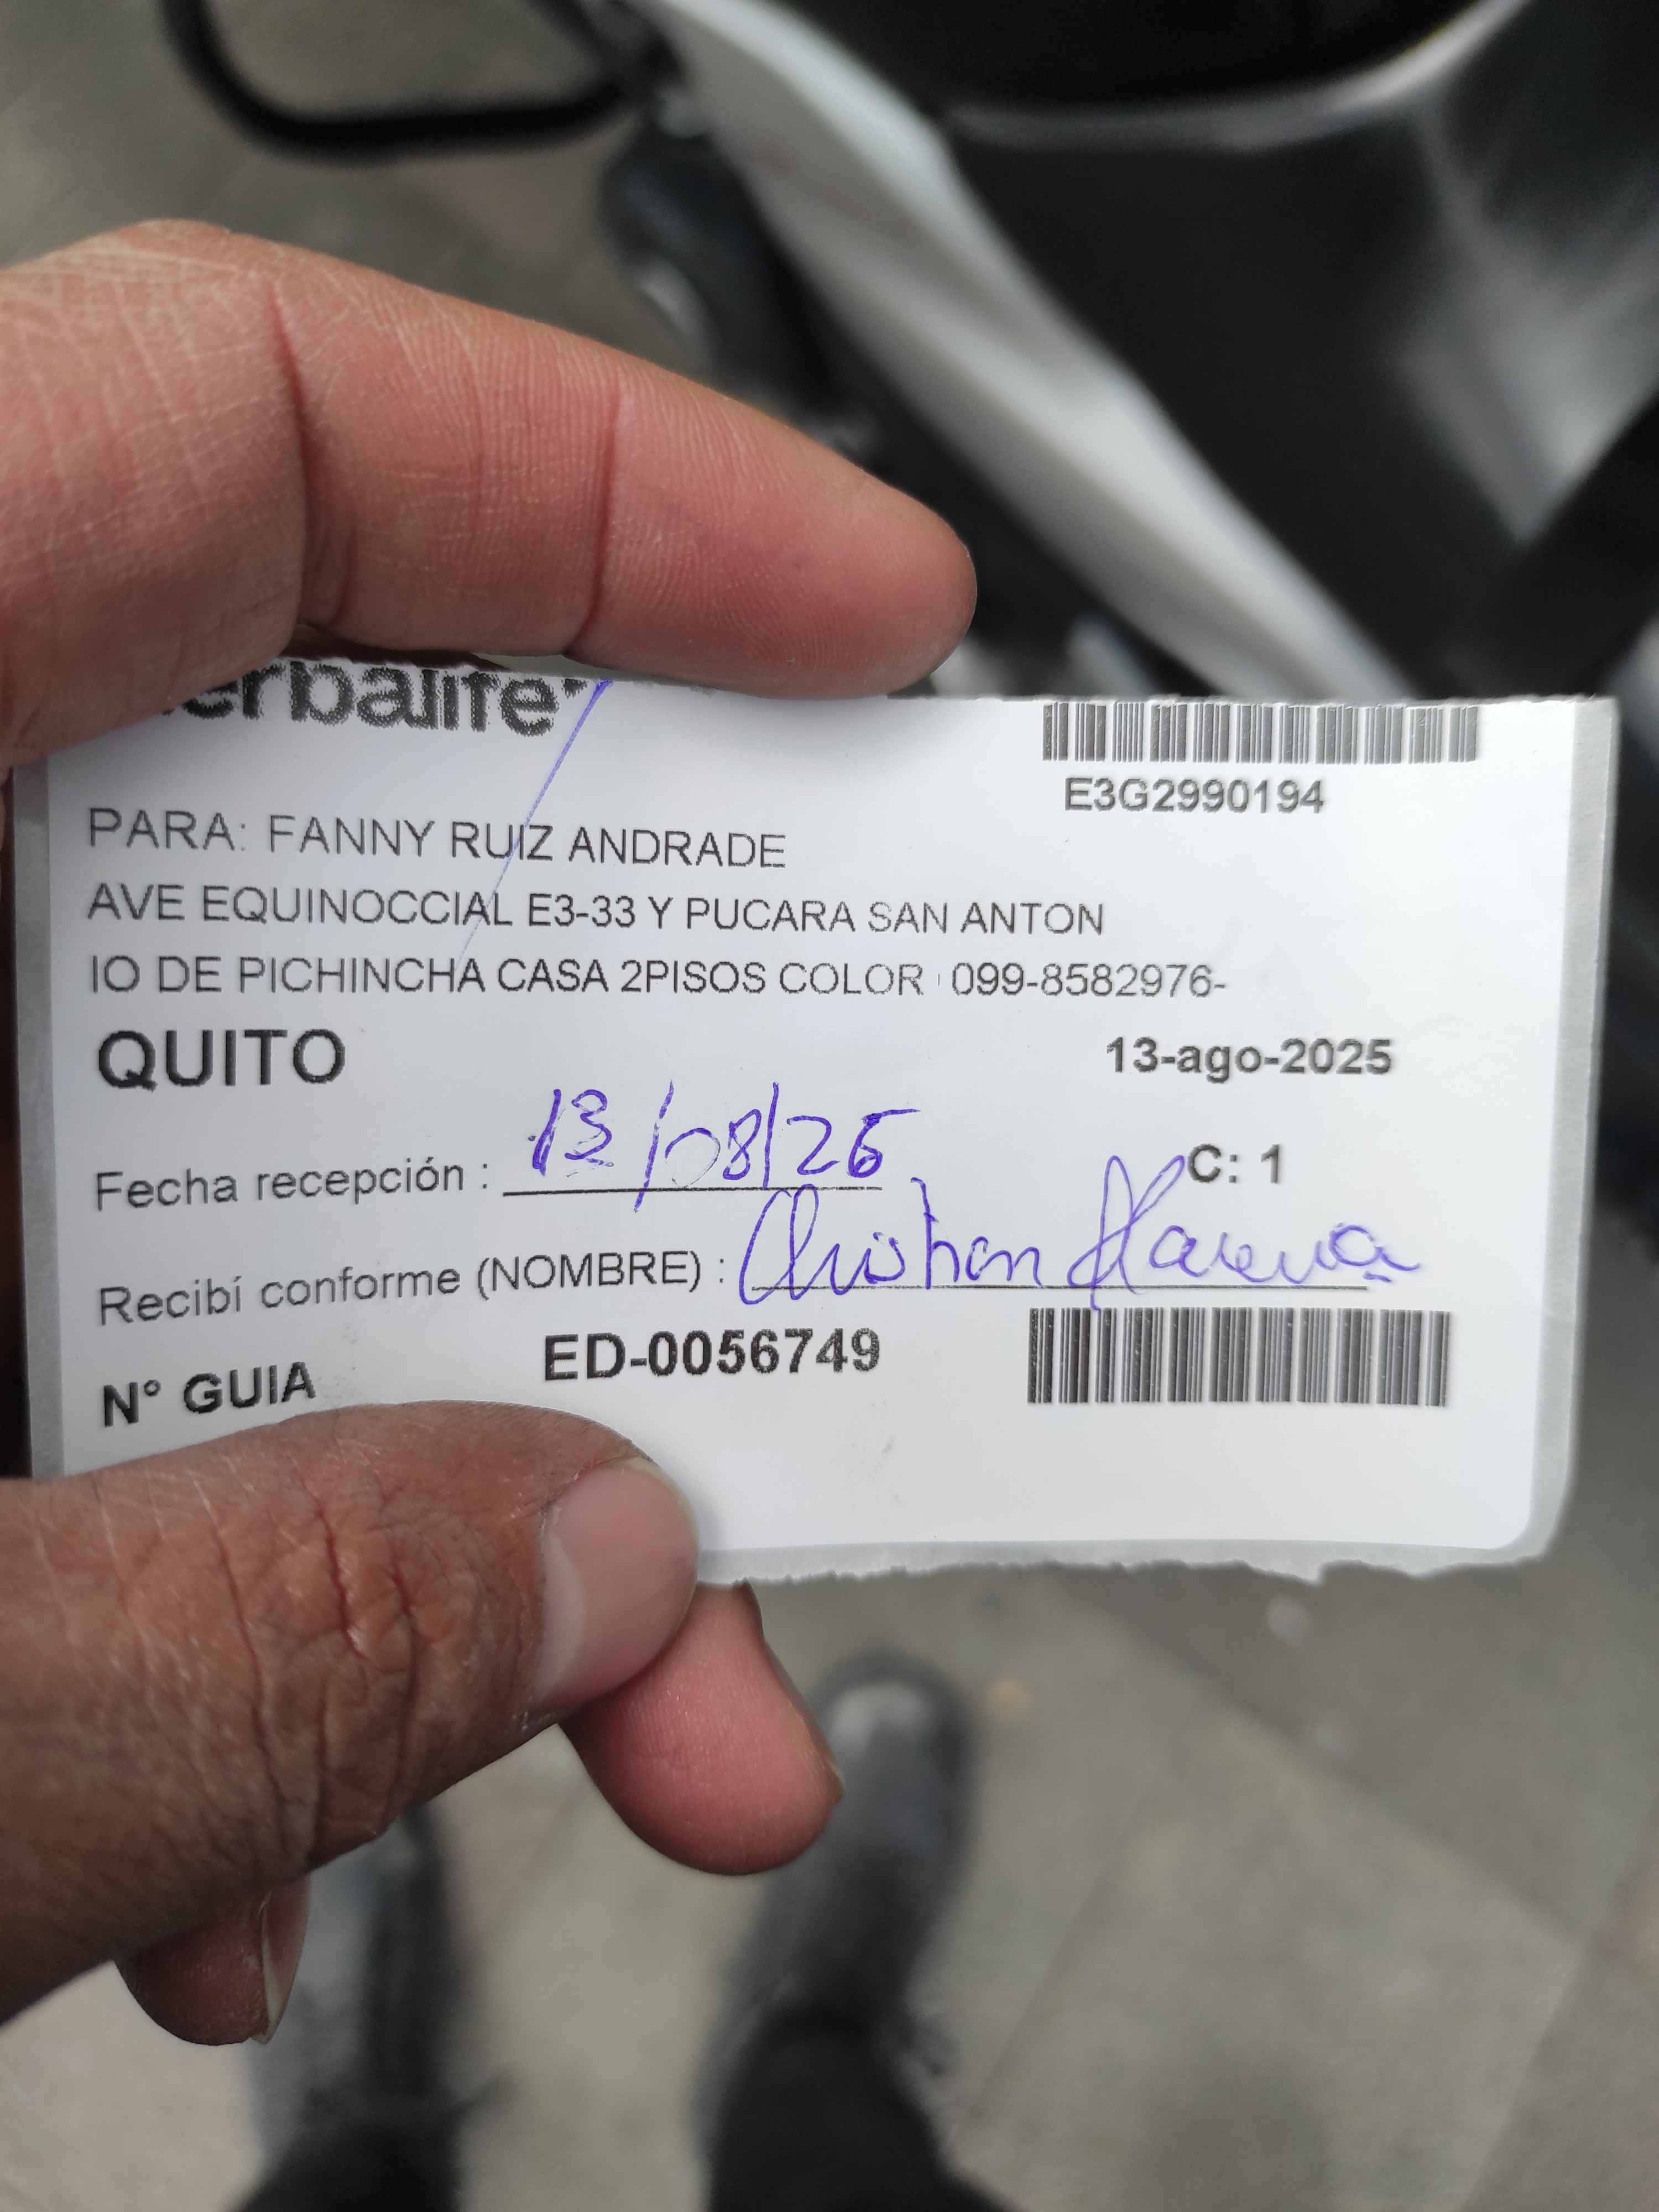 erbalife
E3G2990194
PARA: FANNY RUIZ ANDRADE
AVE EQUINOCCIAL E3-33 Y PUCARA SAN ANTON
IO DE PICHINCHA CASA 2PISOS COLOR 099-8582976-
QUITO 13-ago-2025
Fecha recepción : 13/08/25
C: 1
Recibí conforme (NOMBRE) : Christian
N° GUIA ED-0056749